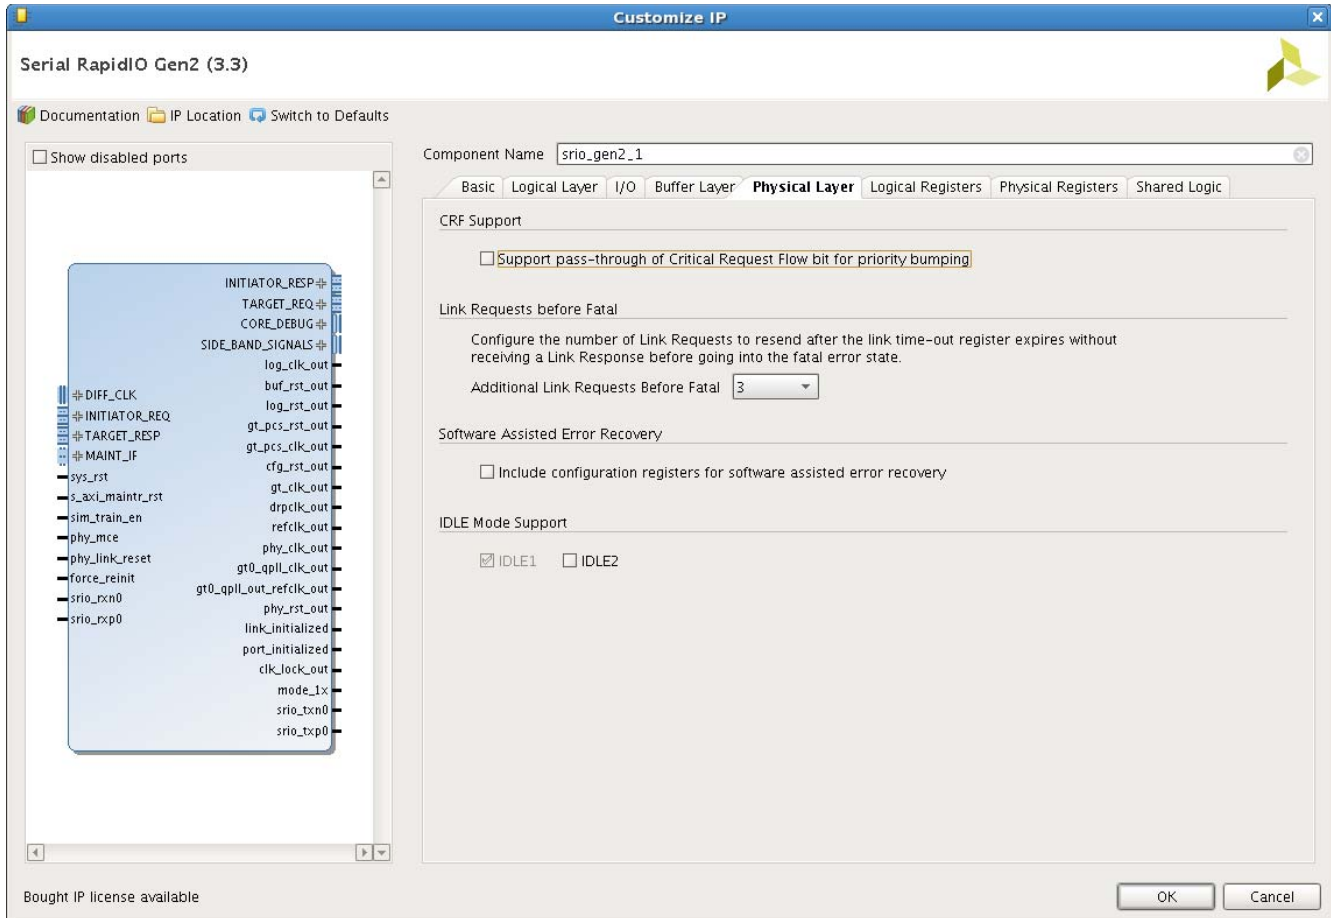 Customize IP
Serial RapidIO Gen2 (3.3)
Documentation IP Location Switch to Defaults
Show disabled ports
INITIATOR_RESP
TARGET_REQ
CORE_DEBUG
SIDE_BAND_SIGNALS
log_clk_out
buf_rst_out
log_rst_out
gt_pcs_rst_out
gt_pcs_clk_out
cfg_rst_out
gt_clk_out
drpclk_out
refclk_out
phy_clk_out
gt0_qpll_clk_out
gt0_qpll_out_refclk_out
phy_rst_out
link_initialized
port_initialized
clk_lock_out
mode_1x
srio_txn0
srio_txp0
DIFF_CLK
INITIATOR_REQ
TARGET_RESP
MAINT_IF
sys_rst
s_axi_maintr_rst
sim_train_en
phy_mce
phy_link_reset
force_reinit
srio_rxn0
srio_rxp0
Component Name srio_gen2_1
Basic Logical Layer I/O Buffer Layer Physical Layer Logical Registers Physical Registers Shared Logic
CRF Support
Support pass-through of Critical Request Flow bit for priority bumping
Link Requests before Fatal
Configure the number of Link Requests to resend after the link time-out register expires without
receiving a Link Response before going into the fatal error state.
Additional Link Requests Before Fatal 3
Software Assisted Error Recovery
Include configuration registers for software assisted error recovery
IDLE Mode Support
IDLE1 IDLE2
Bought IP license available
OK Cancel